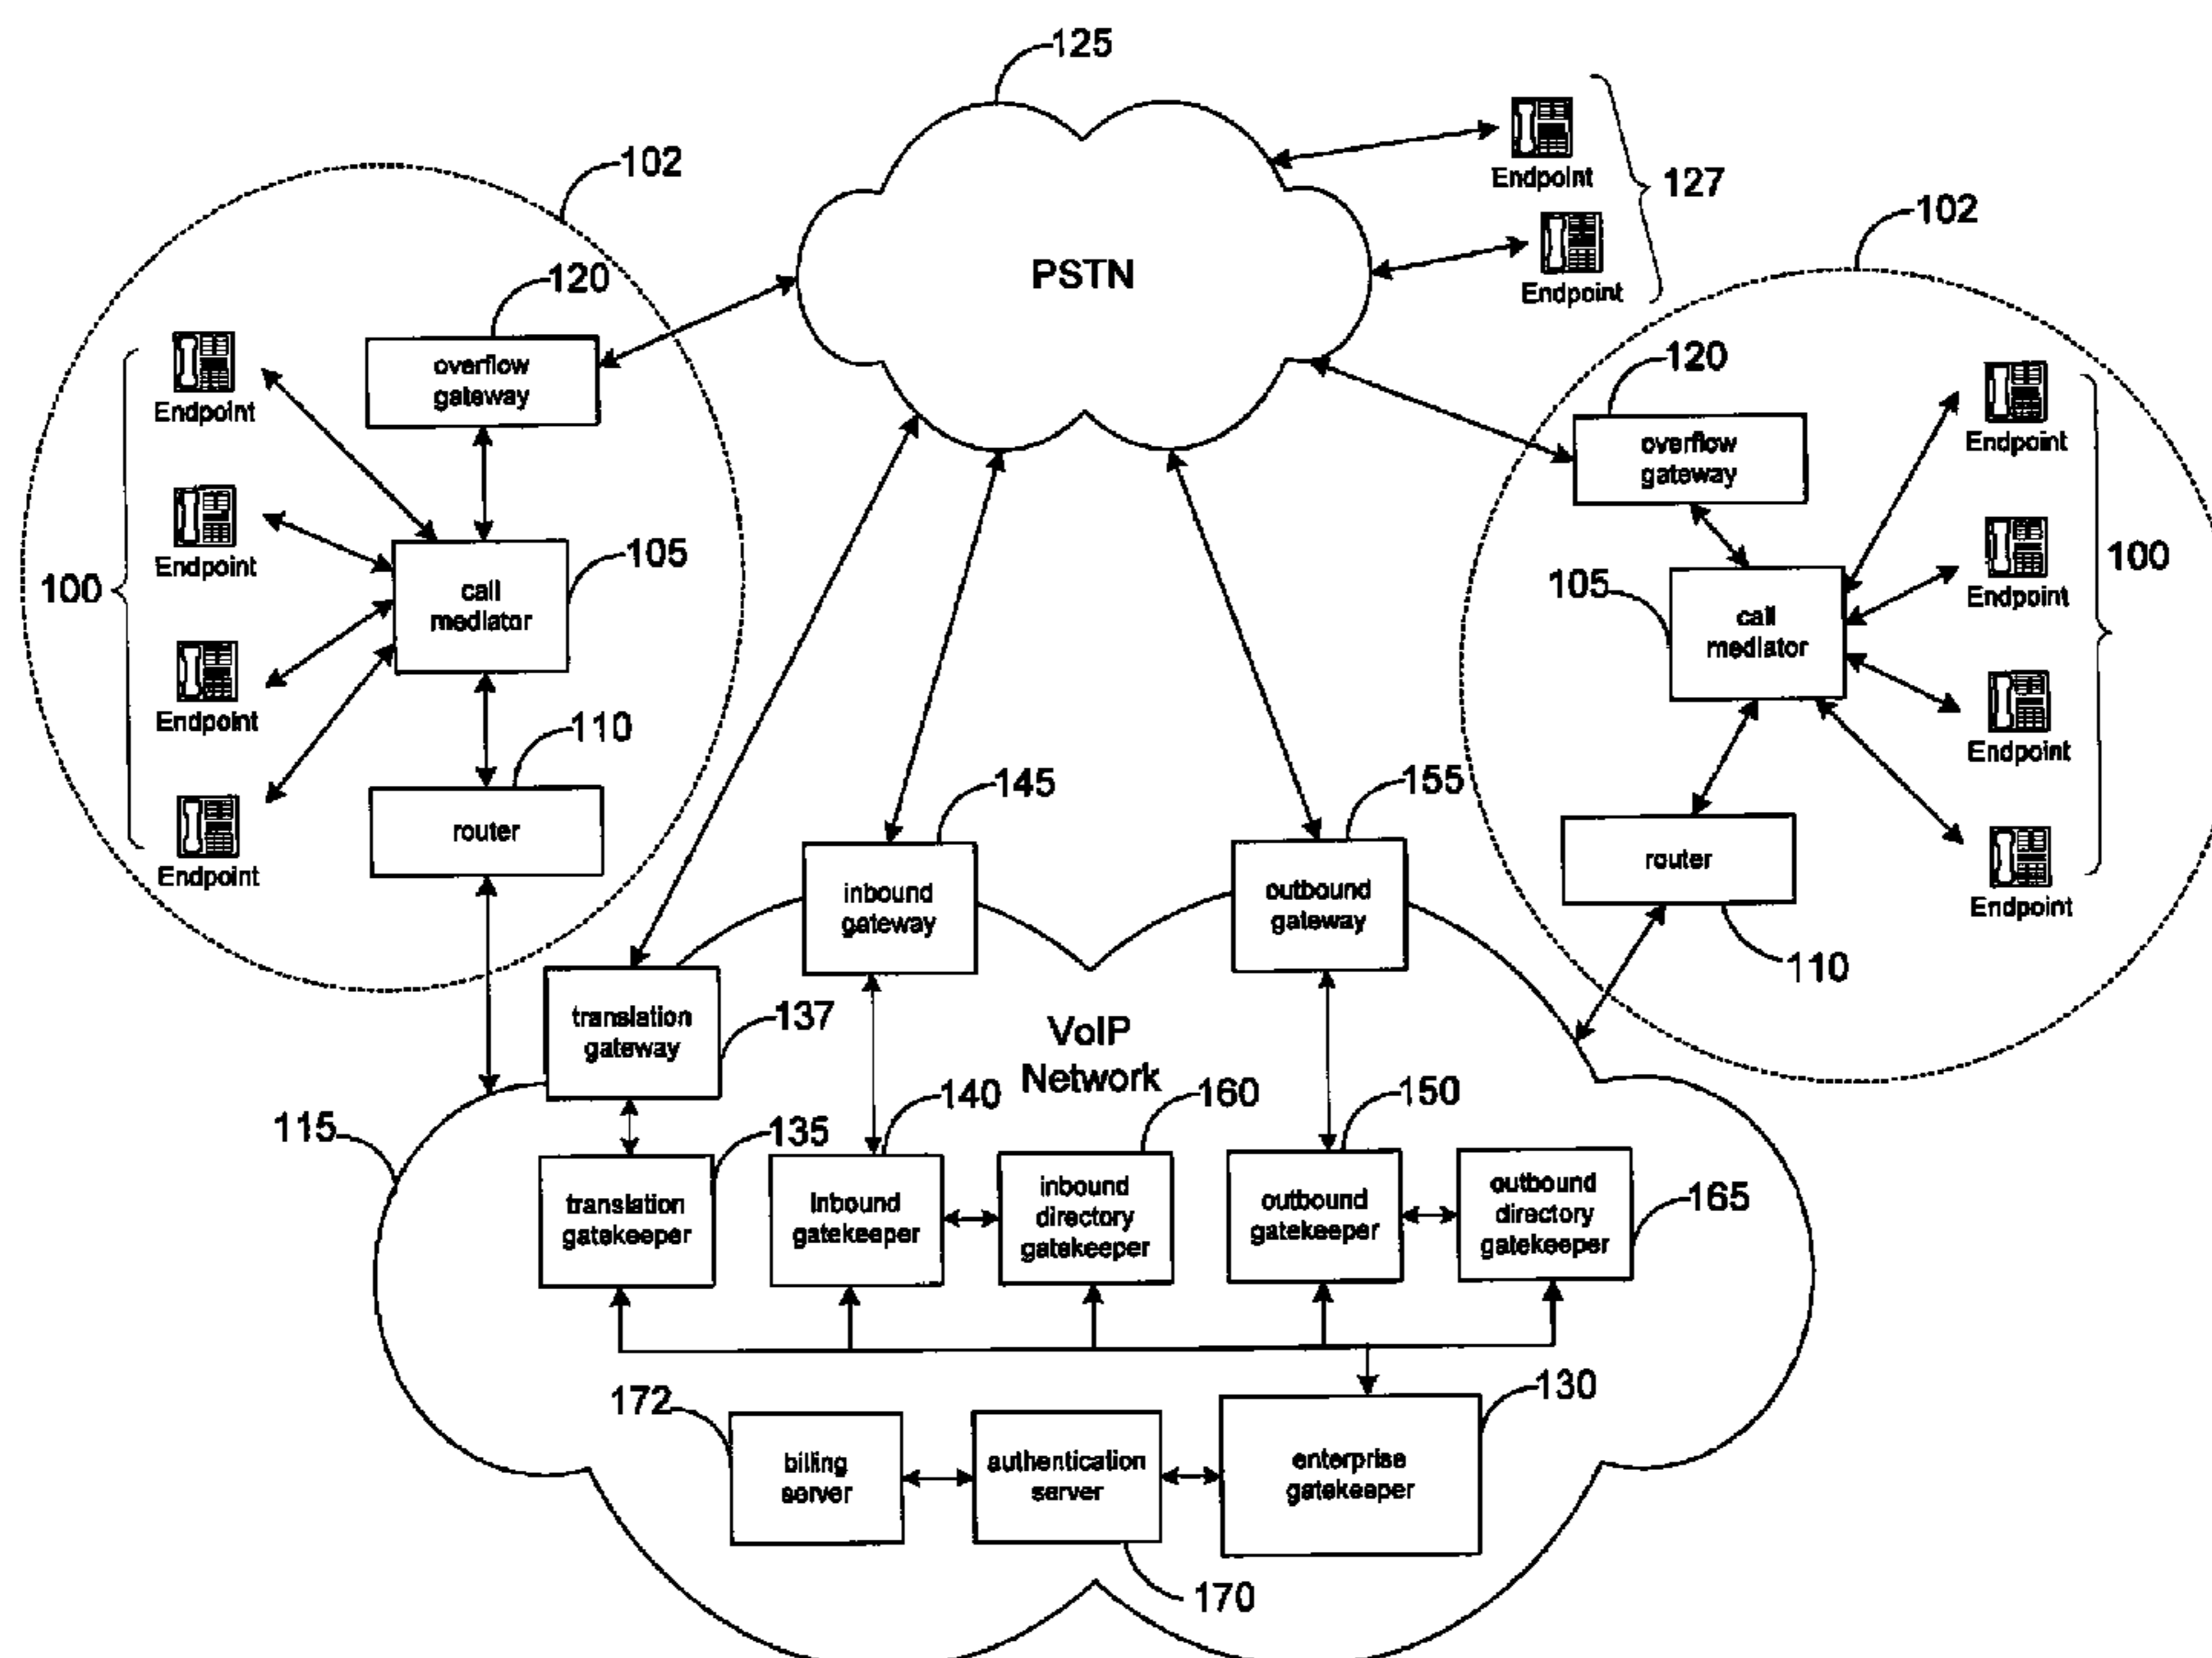 125
102
PSTN
Endpoint
Endpoint
127
102
120
overflow
gateway
Endpoint
Endpoint
Endpoint
Endpoint
100
call
mediator
105
110
router
120
overflow
gateway
105
call
mediator
Endpoint
Endpoint
Endpoint
Endpoint
100
router
110
145
inbound
gateway
155
outbound
gateway
translation
gateway
137
VoIP
Network
115
135
translation
gatekeeper
140
Inbound
gatekeeper
160
inbound
directory
gatekeeper
150
outbound
gatekeeper
outbound
directory
gatekeeper
165
172
billing
server
authentication
server
170
130
enterprise
gatekeeper